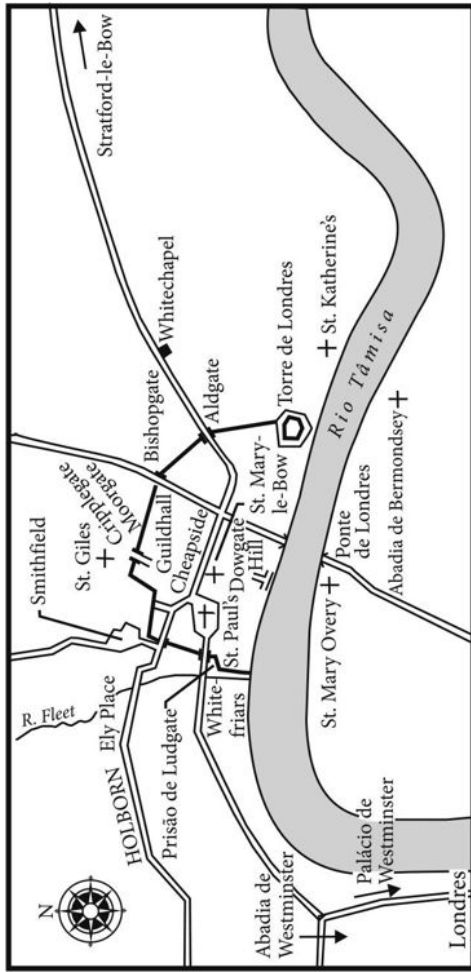 Stratford-le-Bow
Whitechapel
Bishopgate
Aldgate
Moorgate
Cripplegate
St. Giles
Smithfield
Guildhall
Cheapside
Torre de Londres
St. Katherine's
St. Mary-
le-Bow
Dowgate
Hill
St. Paul's
R. Fleet
Ely Place
HOLBORN
Prisão de Ludgate
White-
friars
Rio Tâmisa
Ponte
de Londres
Abadia de Bermondsey
St. Mary Overy
N
Abadia de
Westminster
Palácio de
Westminster
Londres